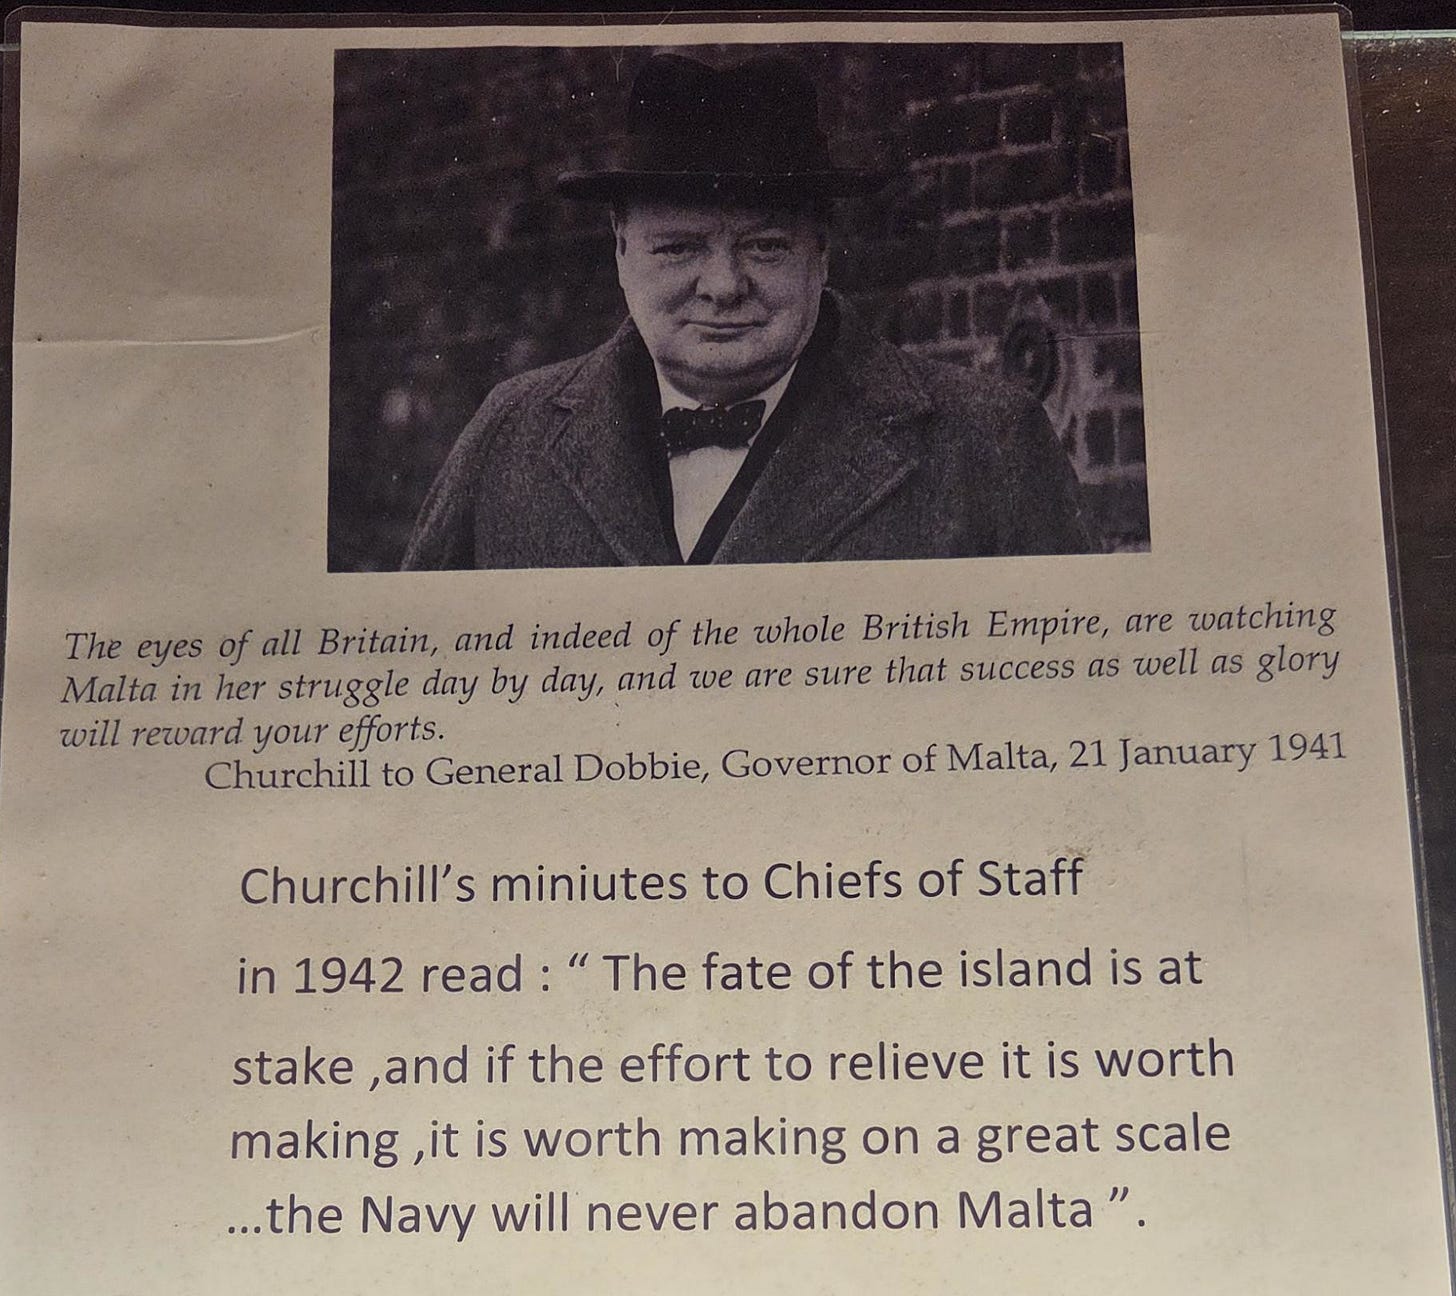 The eyes of all Britain, and indeed of the whole British Empire, are watching
Malta in her struggle day by day, and we are sure that success as well as glory
will reward your efforts.
Churchill to General Dobbie, Governor of Malta, 21 January 1941
Churchill’s miniutes to Chiefs of Staff
in 1942 read : “ The fate of the island is at
stake ,and if the effort to relieve it is worth
making ,it is worth making on a great scale
...the Navy will never abandon Malta ”.